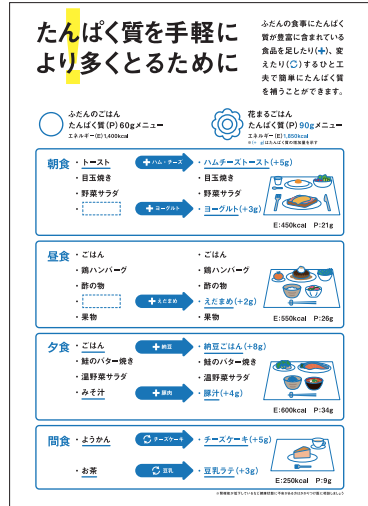 たんぱく質を手軽に
より多くとるために
ふだんの食事にたんぱく
質が豊富に含まれている
食品を足したり(+)、変
えたり( )するひと工
夫で簡単にたんぱく質
を補うことができます。
ふだんのごはん
たんぱく質(P)60gメニュー
エネルギー(E)1,400kcal
花まるごはん
たんぱく質(P)90gメニュー
エネルギー(E)1,850kcal
※(+ g)はたんぱく質の増加量を示す
朝食
・トースト
+ハム・チーズ
・ハムチーズトースト(+5g)
・目玉焼き
・目玉焼き
・野菜サラダ
・野菜サラダ
+ヨーグルト
・ヨーグルト(+3g)
E:450kcal P:21g
昼食
・ごはん
・ごはん
・鶏ハンバーグ
・鶏ハンバーグ
・酢の物
・酢の物
+えだまめ
・えだまめ(+2g)
・果物
・果物
E:550kcal P:26g
夕食
・ごはん
+納豆
・納豆ごはん(+8g)
・鮭のバター焼き
・鮭のバター焼き
・温野菜サラダ
・温野菜サラダ
・みそ汁
+豚肉
・豚汁(+4g)
E:600kcal P:34g
間食
・ようかん
チーズケーキ
・チーズケーキ(+5g)
・お茶
豆乳
・豆乳ラテ(+3g)
E:250kcal P:9g